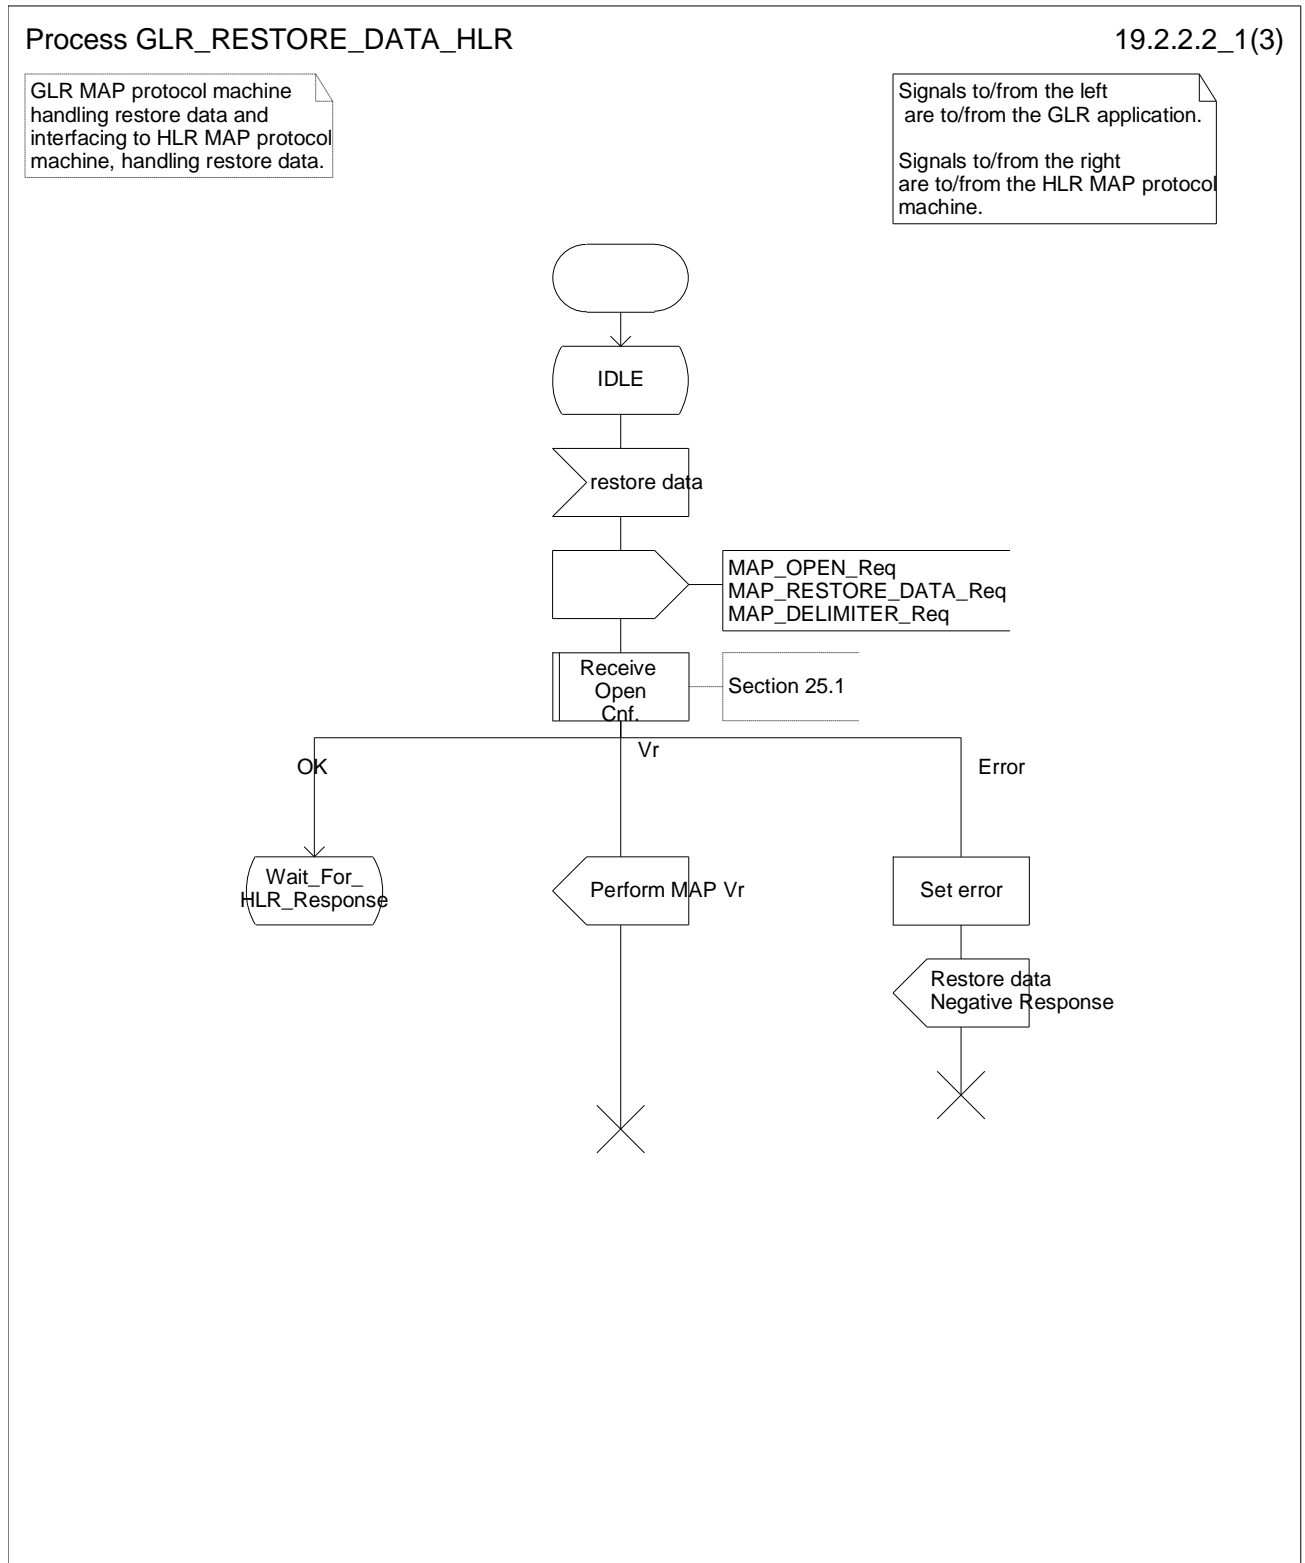 Process GLR_RESTORE_DATA_HLR
19.2.2.2_1(3)
GLR MAP protocol machine
handling restore data and
interfacing to HLR MAP protocol
machine, handling restore data.
Signals to/from the left
are to/from the GLR application.
Signals to/from the right
are to/from the HLR MAP protocol
machine.
IDLE
restore data
MAP_OPEN_Req
MAP_RESTORE_DATA_Req
MAP_DELIMITER_Req
Receive
Open
Cnf.
Section 25.1
OK
Vr
Error
Wait_For_
HLR_Response
Perform MAP Vr
Set error
Restore data
Negative Response